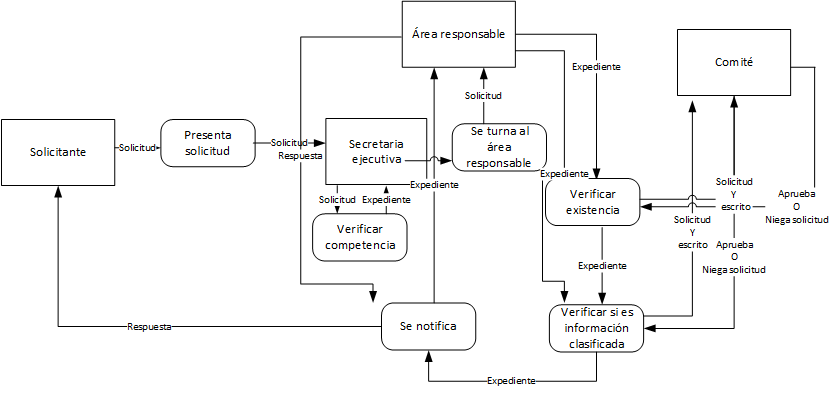 Área responsable
Comité
Expediente
Solicitud
Presenta
solicitud
Solicitante
Solicitud
Solicitud
Respuesta
Secretaria
ejecutiva
Se turna al
área
responsable
Expediente
Expediente
Solicitud
Expediente
Verificar
existencia
Solicitud
Y
escrito
Aprueba
O
Niega solicitud
Verificar
competencia
Solicitud
Y
escrito
Aprueba
O
Niega solicitud
Expediente
Se notifica
Verificar si es
información
clasificada
Respuesta
Expediente